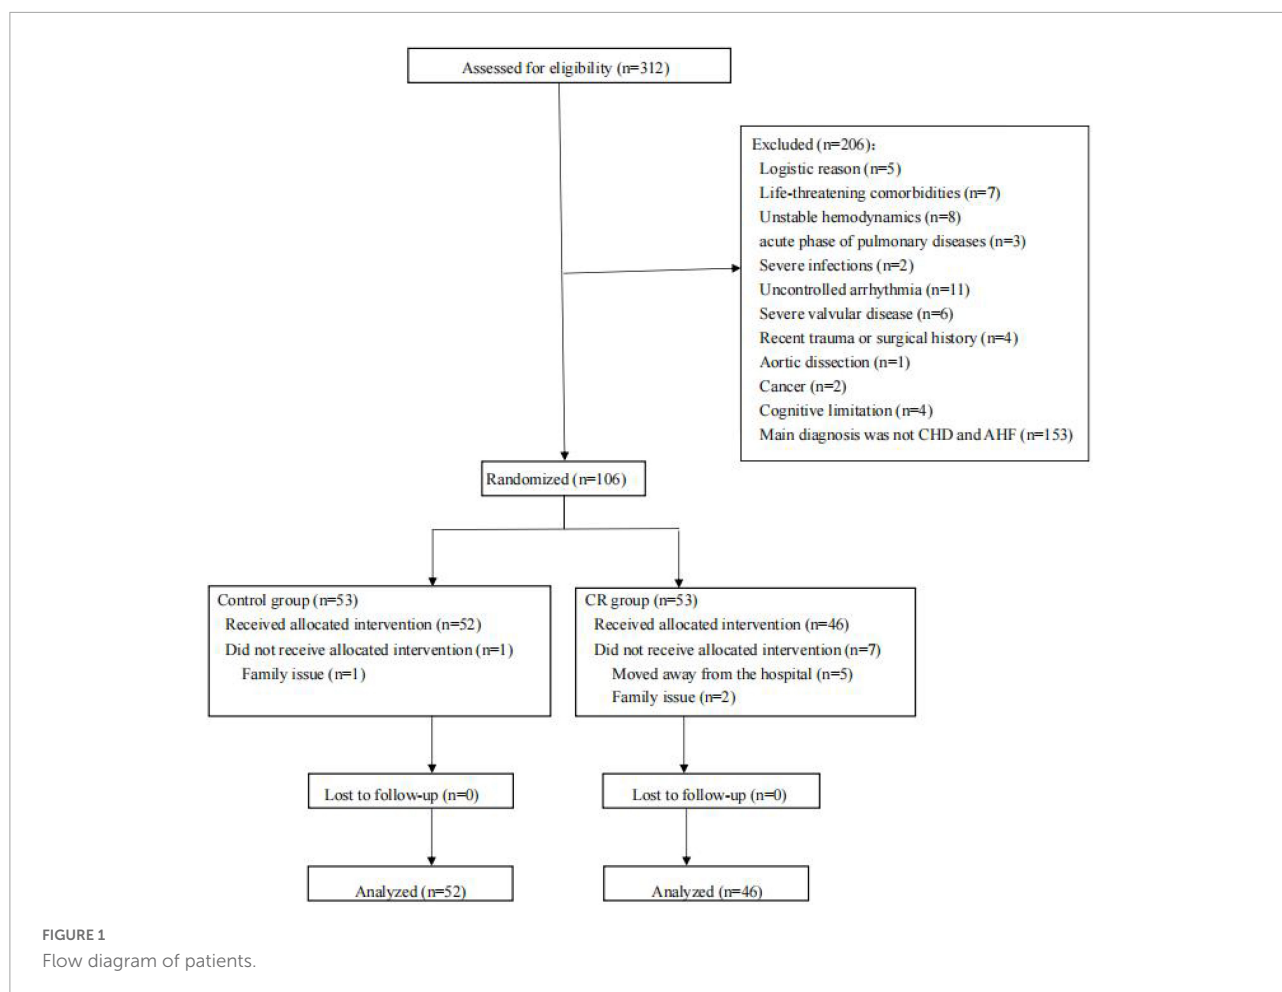 Assessed for eligibility (n=312)
Excluded (n=206):
Logistic reason (n=5)
Life-threatening comorbidities (n=7)
Unstable hemodynamics (n=8)
acute phase of pulmonary diseases (n=3)
Severe infections (n=2)
Uncontrolled arrhythmia (n=11)
Severe valvular disease (n=6)
Recent trauma or surgical history (n=4)
Aortic dissection (n=1)
Cancer (n=2)
Cognitive limitation (n=4)
Main diagnosis was not CHD and AHF (n=153)
Randomized (n=106)
Control group (n=53)
Received allocated intervention (n=52)
Did not receive allocated intervention (n=1)
Family issue (n=1)
CR group (n=53)
Received allocated intervention (n=46)
Did not receive allocated intervention (n=7)
Moved away from the hospital (n=5)
Family issue (n=2)
Lost to follow-up (n=0)
Lost to follow-up (n=0)
Analyzed (n=52)
Analyzed (n=46)
FIGURE 1
Flow diagram of patients.